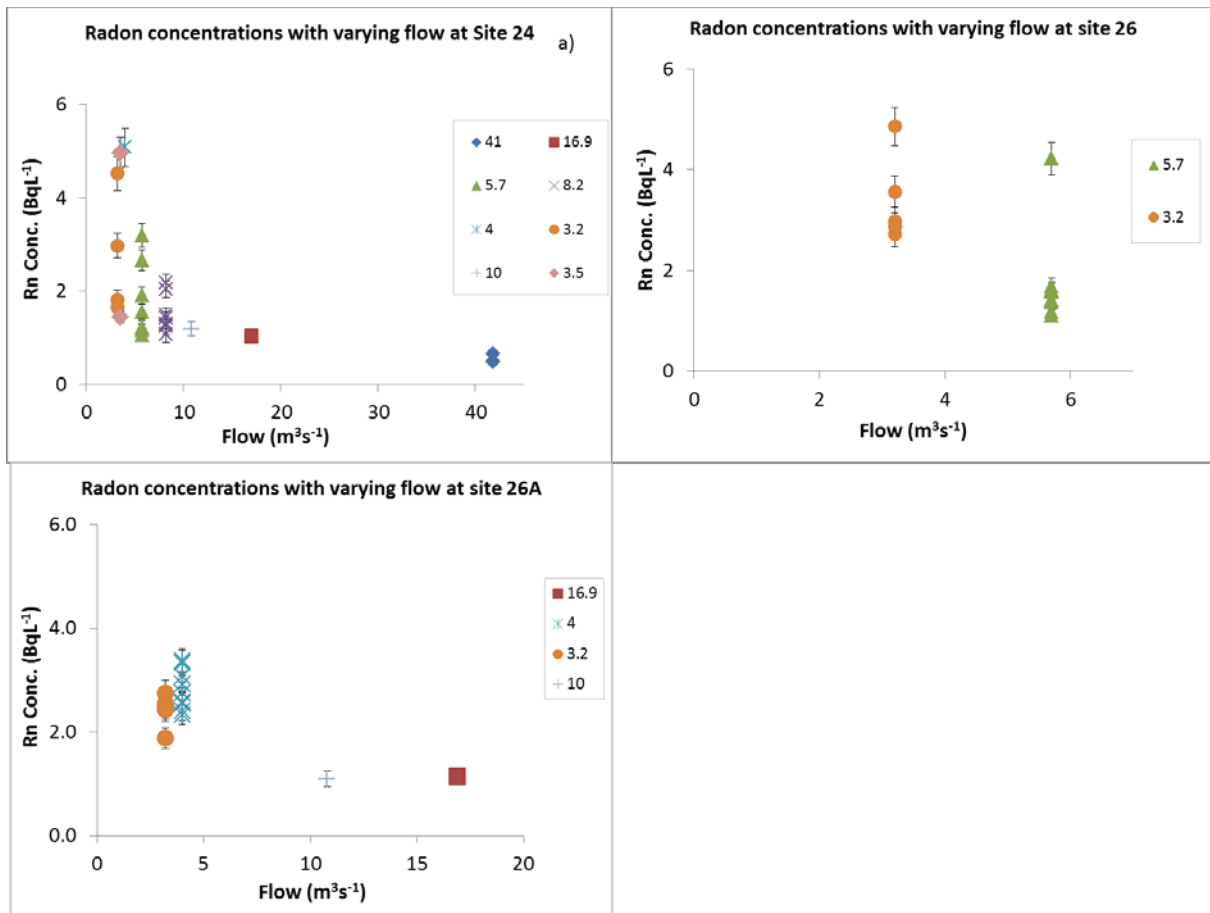 Radon concentrations with varying flow at Site 24
a)
Rn Conc. (BqL⁻¹)
6
4
2
0
0 10 20 30 40
Flow (m³s⁻¹)
41 16.9
5.7 8.2
4 3.2
10 3.5
Radon concentrations with varying flow at site 26
Rn Conc. (BqL⁻¹)
6
4
2
0
0 2 4 6
Flow (m³s⁻¹)
5.7
3.2
Radon concentrations with varying flow at site 26A
Rn Conc. (BqL⁻¹)
6.0
4.0
2.0
0.0
0 5 10 15 20
Flow (m³s⁻¹)
16.9
4
3.2
10